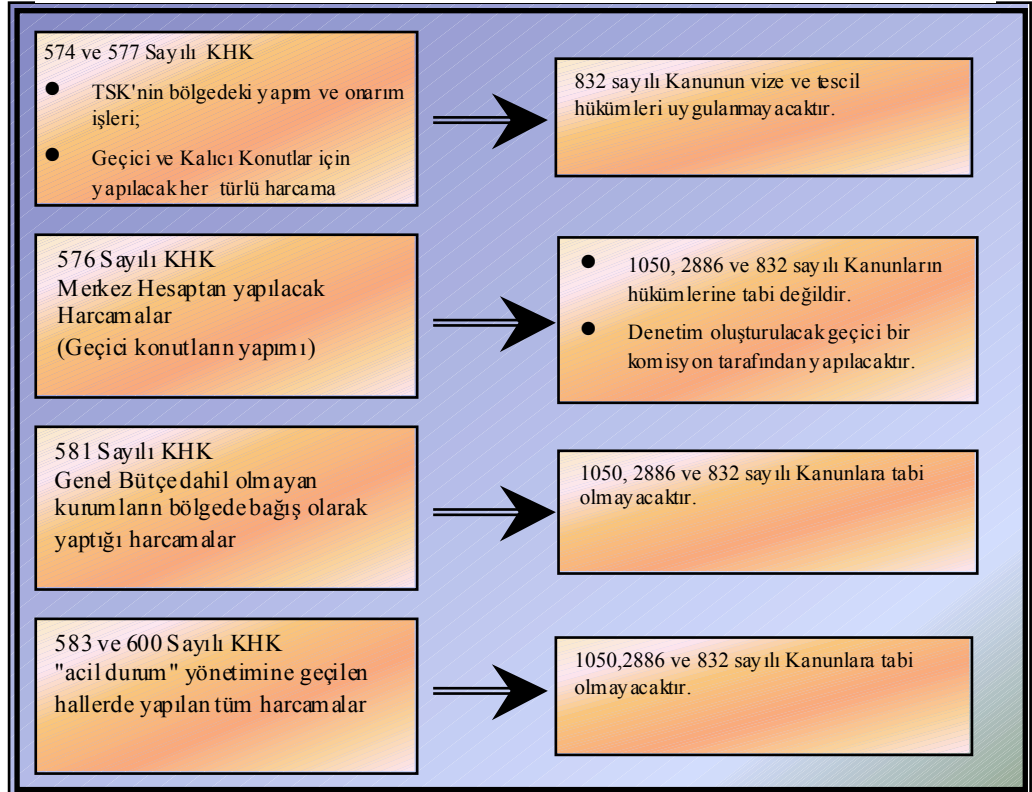 574 ve 577 Sayılı KHK
● TSK'nin bölgedeki yapım ve onarım
işleri;
● Geçici ve Kalıcı Konutlar için
yapılacak her türlü harcama
832 sayılı Kanunun vize ve tescil
hükümleri uygulanmayacaktır.
576 Sayılı KHK
Merkez Hesaptan yapılacak
Harcamalar
(Geçici konutların yapımı)
● 1050, 2886 ve 832 sayılı Kanunların
hükümlerine tabi değildir.
● Denetim oluşturulacak geçici bir
komisyon tarafından yapılacaktır.
581 Sayılı KHK
Genel Bütçe dahil olmayan
kurumların bölgede bağış olarak
yaptığı harcamalar
1050, 2886 ve 832 sayılı Kanunlara tabi
olmayacaktır.
583 ve 600 Sayılı KHK
"acil durum" yönetimine geçilen
hallerde yapılan tüm harcamalar
1050,2886 ve 832 sayılı Kanunlara tabi
olmayacaktır.